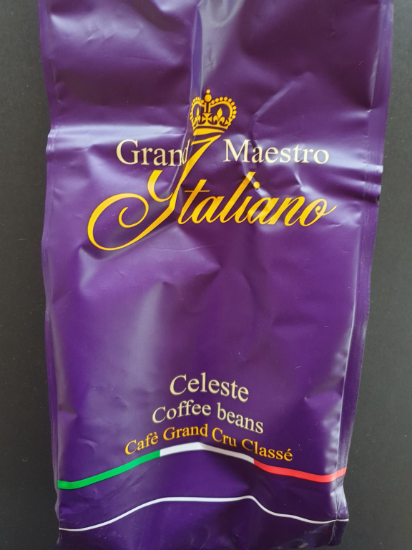 Grand Maestro
Italiano
Celeste
Coffee beans
Cafè Grand Cru Classé